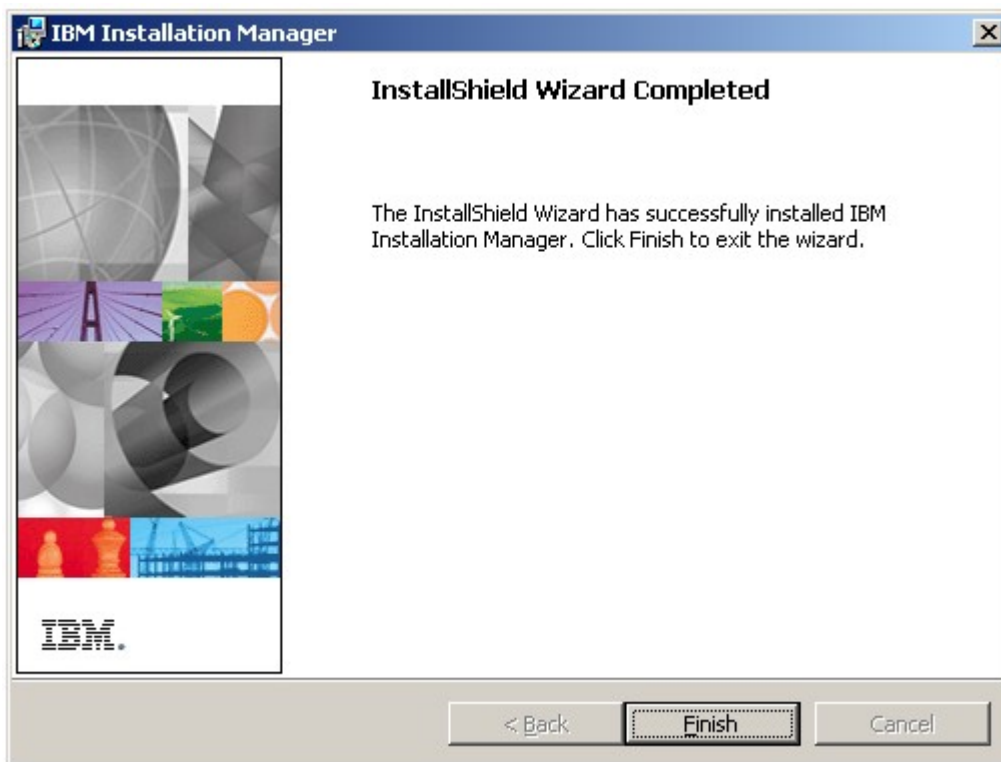 IBM Installation Manager
InstallShield Wizard Completed
The InstallShield Wizard has successfully installed IBM
Installation Manager. Click Finish to exit the wizard.
IBM.
< Back
Finish
Cancel